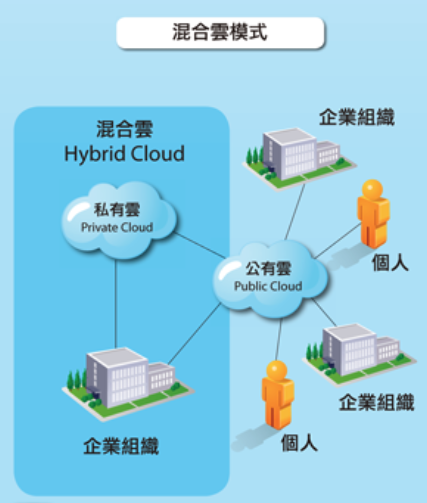 混合雲模式
混合雲
Hybrid Cloud
私有雲
Private Cloud
企業組織
企業組織
個人
公有雲
Public Cloud
企業組織
個人